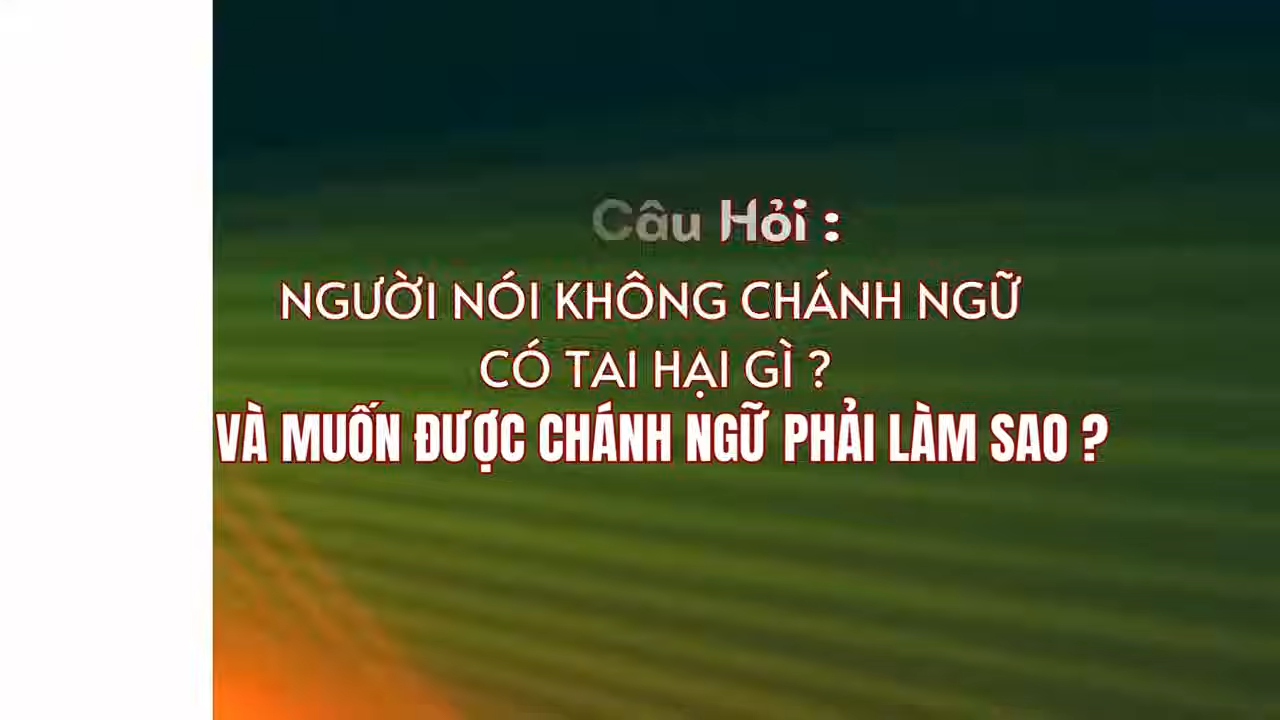 Câu Hỏi :
NGƯỜI NÓI KHÔNG CHÁNH NGỮ
CÓ TAI HẠI GÌ ?
VÀ MUỐN ĐƯỢC CHÁNH NGỮ PHẢI LÀM SAO ?